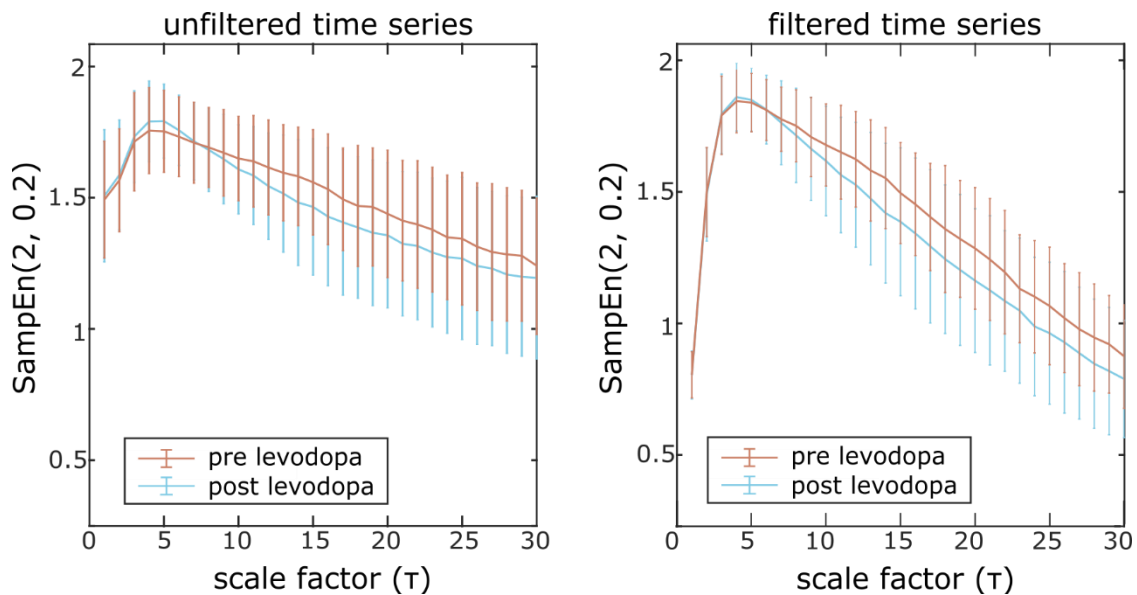 unfiltered time series
2
1.5
1
0.5
0 5 10 15 20 25 30
SampEn(2, 0.2)
scale factor (τ)
pre levodopa
post levodopa
filtered time series
2
1.5
1
0.5
0 5 10 15 20 25 30
SampEn(2, 0.2)
scale factor (τ)
pre levodopa
post levodopa